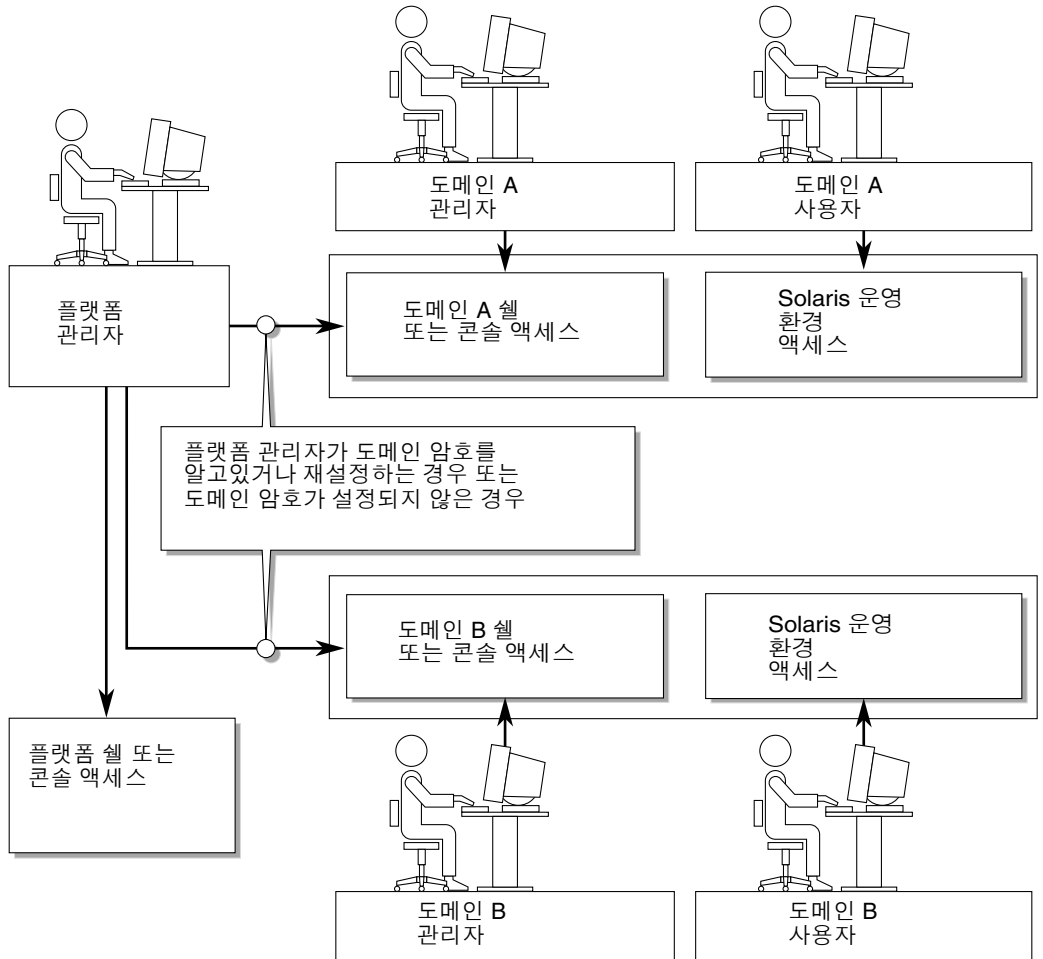 도메인 A
관리자
도메인 A
사용자
플랫폼
관리자
도메인 A 쉘
또는 콘솔 액세스
Solaris 운영
환경
액세스
플랫폼 관리자가 도메인 암호를
알고있거나 재설정하는 경우 또는
도메인 암호가 설정되지 않은 경우
도메인 B 쉘
또는 콘솔 액세스
Solaris 운영
환경
액세스
플랫폼 쉘 또는
콘솔 액세스
도메인 B
관리자
도메인 B
사용자